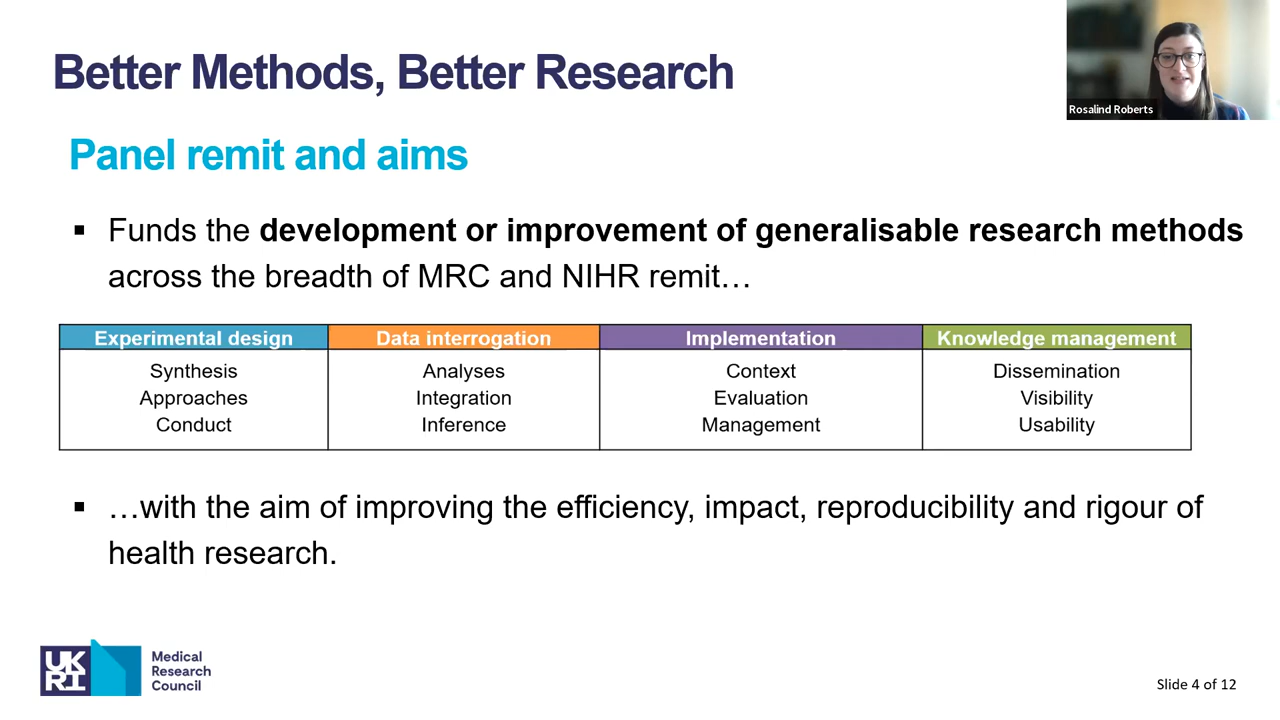 Better Methods, Better Research
Rosalind Roberts
Panel remit and aims
▪ Funds the development or improvement of generalisable research methods
across the breadth of MRC and NIHR remit…
Experimental design
Synthesis
Approaches
Conduct
Data interrogation
Analyses
Integration
Inference
Implementation
Context
Evaluation
Management
Knowledge management
Dissemination
Visibility
Usability
▪ …with the aim of improving the efficiency, impact, reproducibility and rigour of
health research.
UK
RI
Medical
Research
Council
Slide 4 of 12